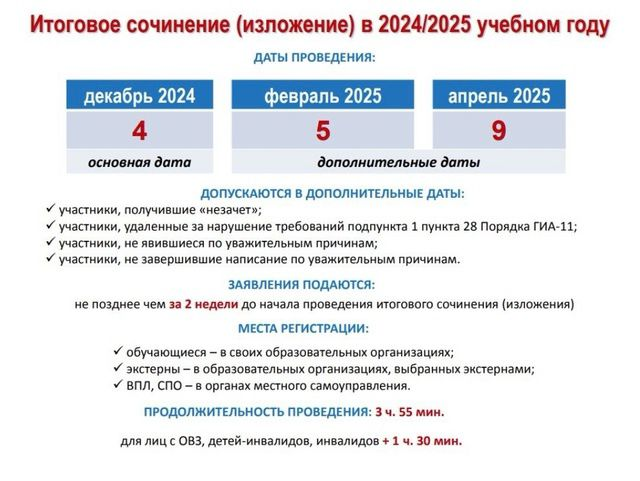 Итоговое сочинение (изложение) в 2024/2025 учебном году
ДАТЫ ПРОВЕДЕНИЯ:
декабрь 2024 февраль 2025 апрель 2025
4 5 9
основная дата дополнительные даты
ДОПУСКАЮТСЯ В ДОПОЛНИТЕЛЬНЫЕ ДАТЫ:
✓ участники, получившие «незачет»;
✓ участники, удаленные за нарушение требований подпункта 1 пункта 28 Порядка ГИА-11;
✓ участники, не явившиеся по уважительным причинам;
✓ участники, не завершившие написание по уважительным причинам.
ЗАЯВЛЕНИЯ ПОДАЮТСЯ:
не позднее чем за 2 недели до начала проведения итогового сочинения (изложения)
МЕСТА РЕГИСТРАЦИИ:
✓ обучающиеся – в своих образовательных организациях;
✓ экстерны – в образовательных организациях, выбранных экстернами;
✓ ВПЛ, СПО – в органах местного самоуправления.
ПРОДОЛЖИТЕЛЬНОСТЬ ПРОВЕДЕНИЯ: 3 ч. 55 мин.
для лиц с ОВЗ, детей-инвалидов, инвалидов + 1 ч. 30 мин.